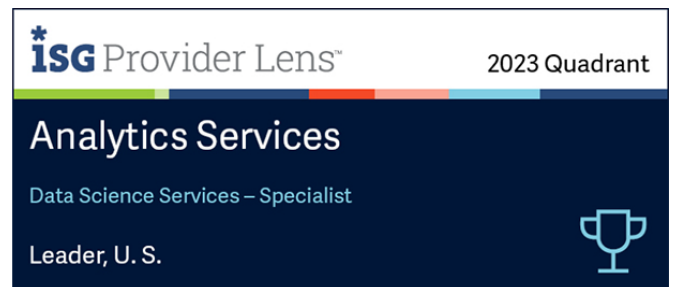 isG Provider Lens™
2023 Quadrant
Analytics Services
Data Science Services – Specialist
Leader, U. S.